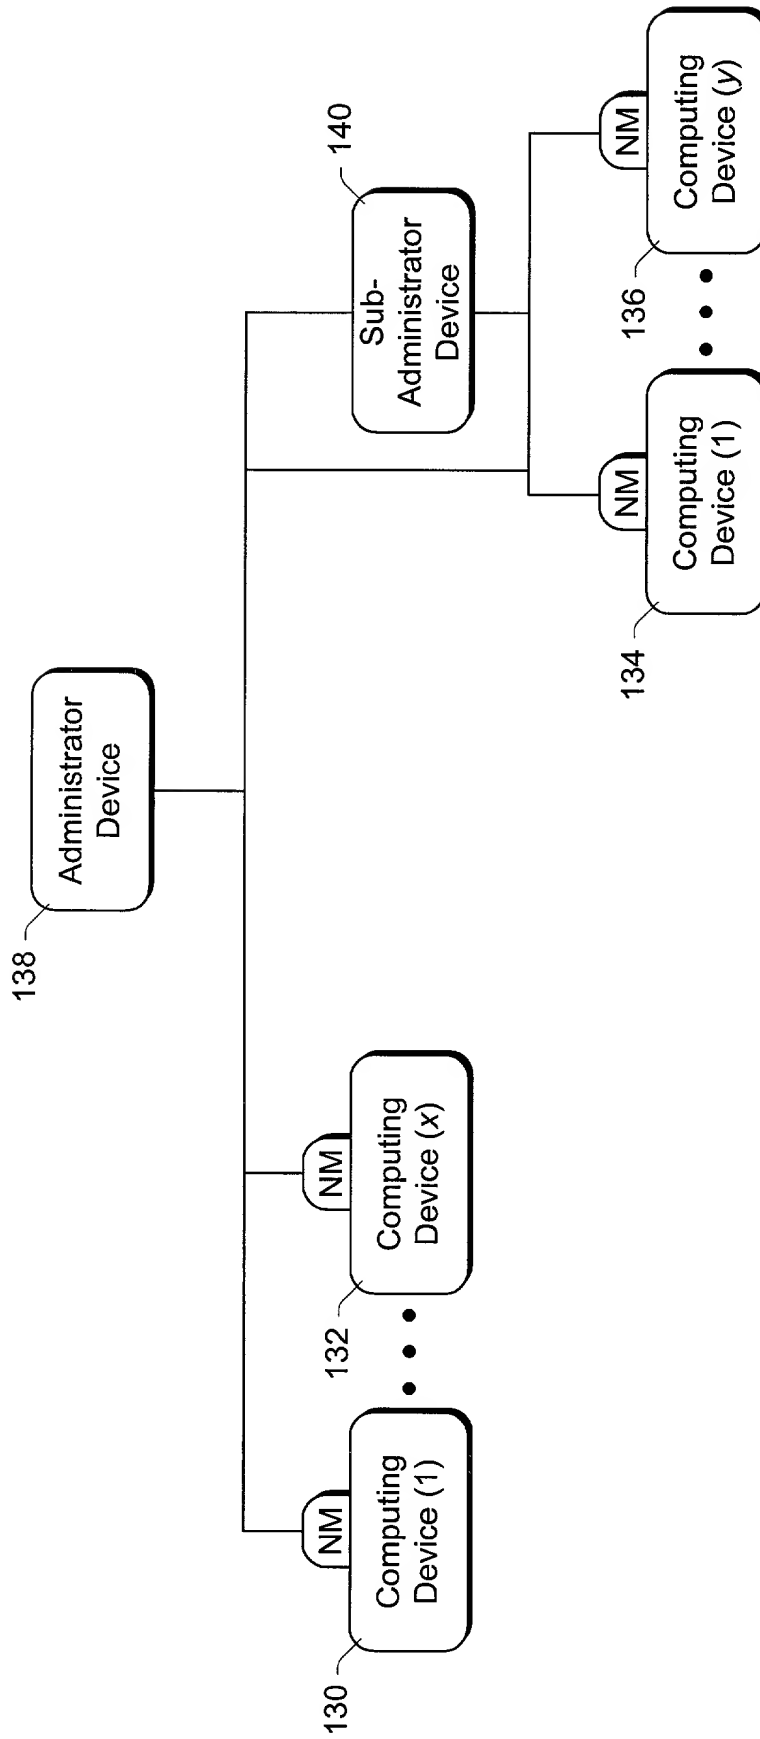 138
Administrator
Device
NM
Computing
Device (1)
130
NM
Computing
Device (x)
132
140
Sub-
Administrator
Device
NM
Computing
Device (1)
134
NM
Computing
Device (y)
136